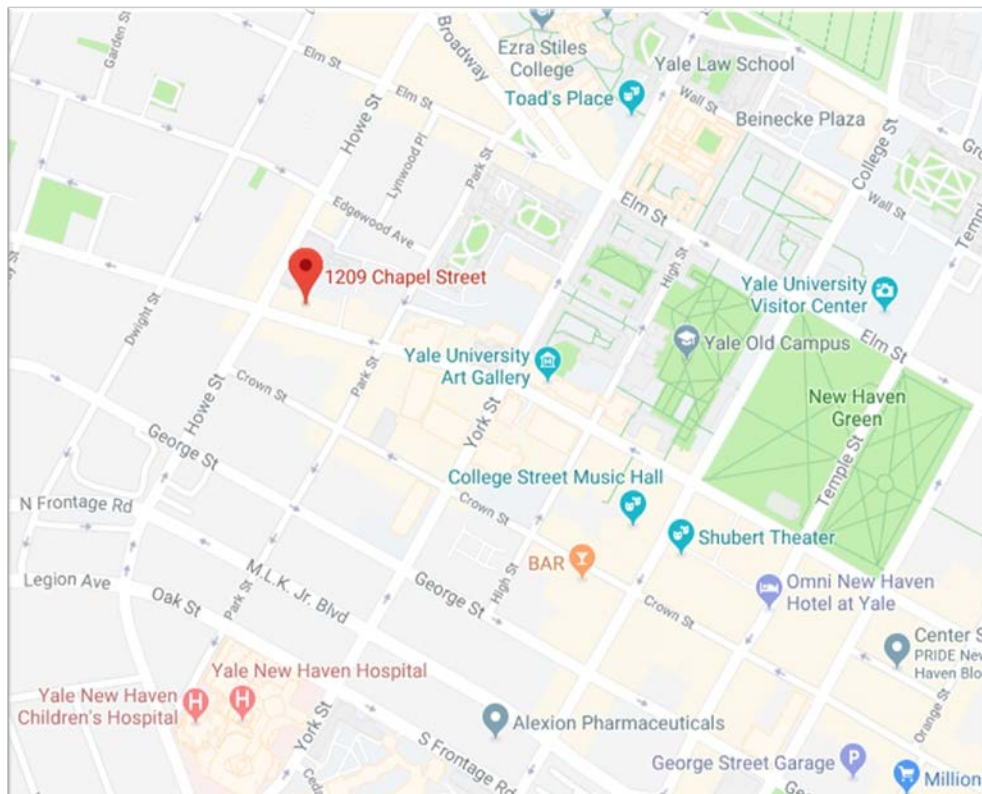 Garden St
Broadway
Ezra Stiles
College
Yale Law School
Elm St
Toad's Place
Wall St
Beinecke Plaza
College St
Howe St
Lynwood Pl
Park St
Elm St
Wall St
Temple
Edgewood Ave
High St
1209 Chapel Street
Yale University
Visitor Center
Dwight St
Yale University
Art Gallery
Yale Old Campus
Elm St
Park St
Crown St
Howe St
York St
New Haven
Green
George St
Temple St
College Street Music Hall
N Frontage Rd
Crown St
Shubert Theater
BAR
Legion Ave
Oak St
M.L.K. Jr. Blvd
Park St
George St
High St
Crown St
Omni New Haven
Hotel at Yale
Center S
PRIDE New
Haven Blo
Yale New Haven Hospital
Yale New Haven
Children's Hospital
Orange St
York St
Alexion Pharmaceuticals
S Frontage Rd
George Street Garage
P
Million